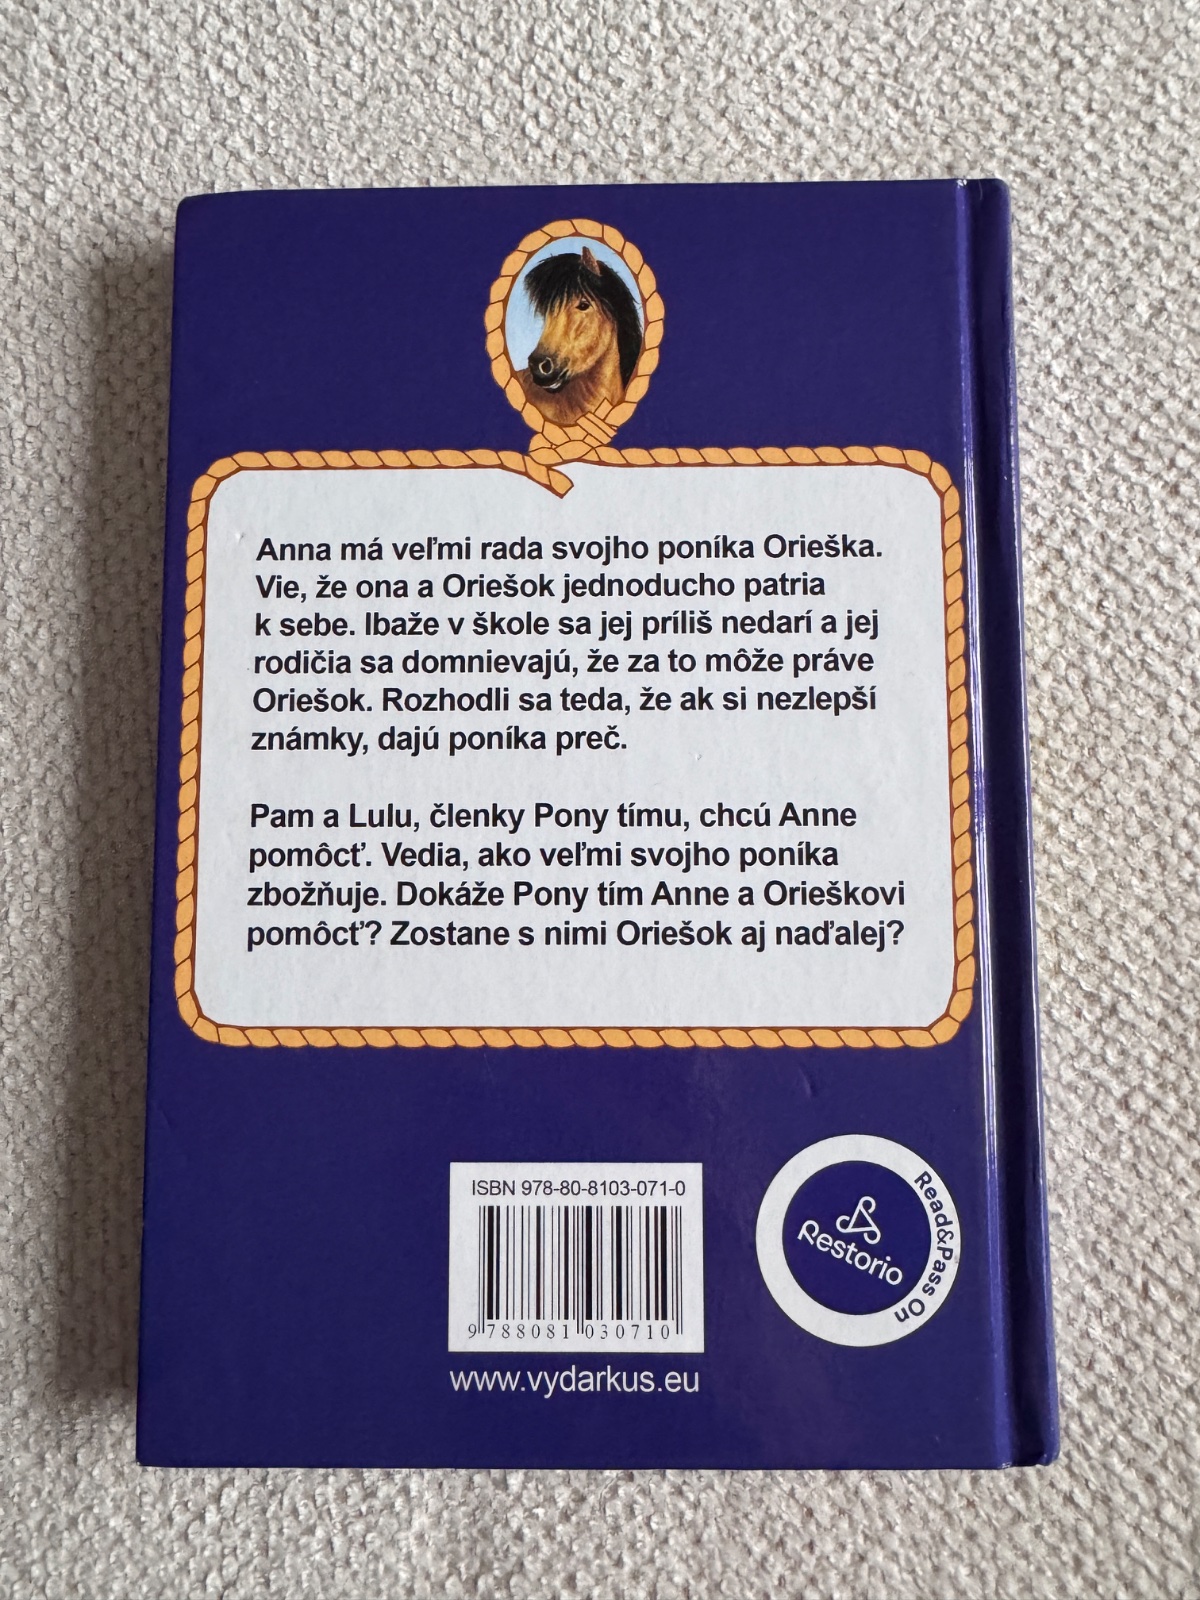 Anna má veľmi rada svojho poníka Orieška.
Vie, že ona a Oriešok jednoducho patria
k sebe. Ibaže v škole sa jej príliš nedarí a jej
rodičia sa domnievajú, že za to môže práve
Oriešok. Rozhodli sa teda, že ak si nezlepší
známky, dajú poníka preč.
Pam a Lulu, členky Pony tímu, chcú Anne
pomôcť. Vedia, ako veľmi svojho poníka
zbožňuje. Dokáže Pony tím Anne a Orieškovi
pomôcť? Zostane s nimi Oriešok aj naďalej?
ISBN 978-80-8103-071-0
9 788081 030710
www.vydarkus.eu
Restorio
Read&Pass On